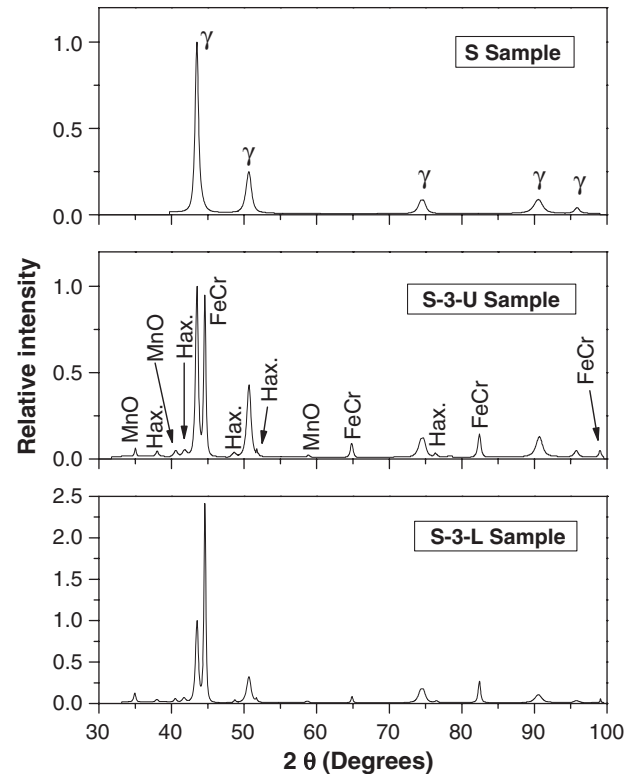 Relative intensity
1.0
0.5
0.0
S Sample
γ
γ
γ
γ
γ
1.0
0.5
0.0
S-3-U Sample
MnO
Hax.
MnO
Hax.
FeCr
Hax.
Hax.
MnO
FeCr
Hax.
FeCr
FeCr
2.5
2.0
1.5
1.0
0.5
0.0
S-3-L Sample
30 40 50 60 70 80 90 100
2 θ (Degrees)